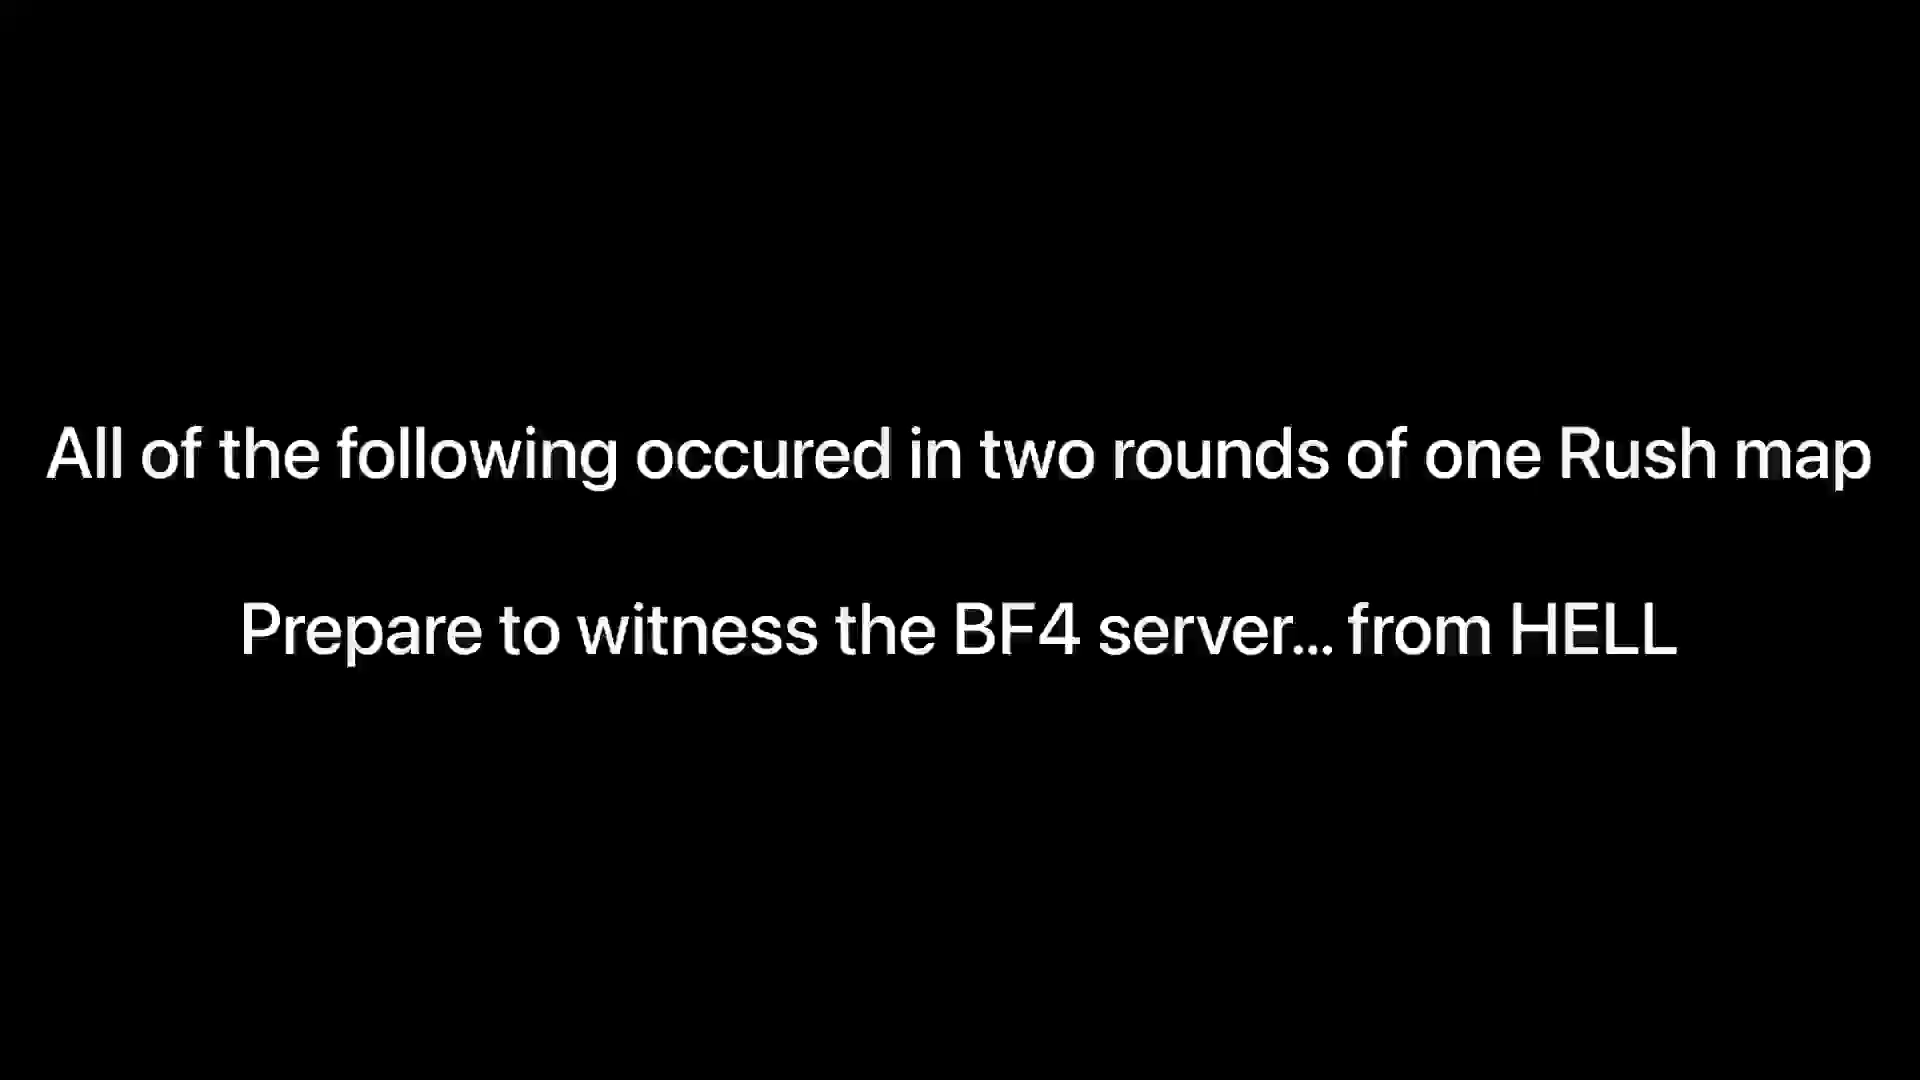 All of the following occured in two rounds of one Rush map
Prepare to witness the BF4 server... from HELL